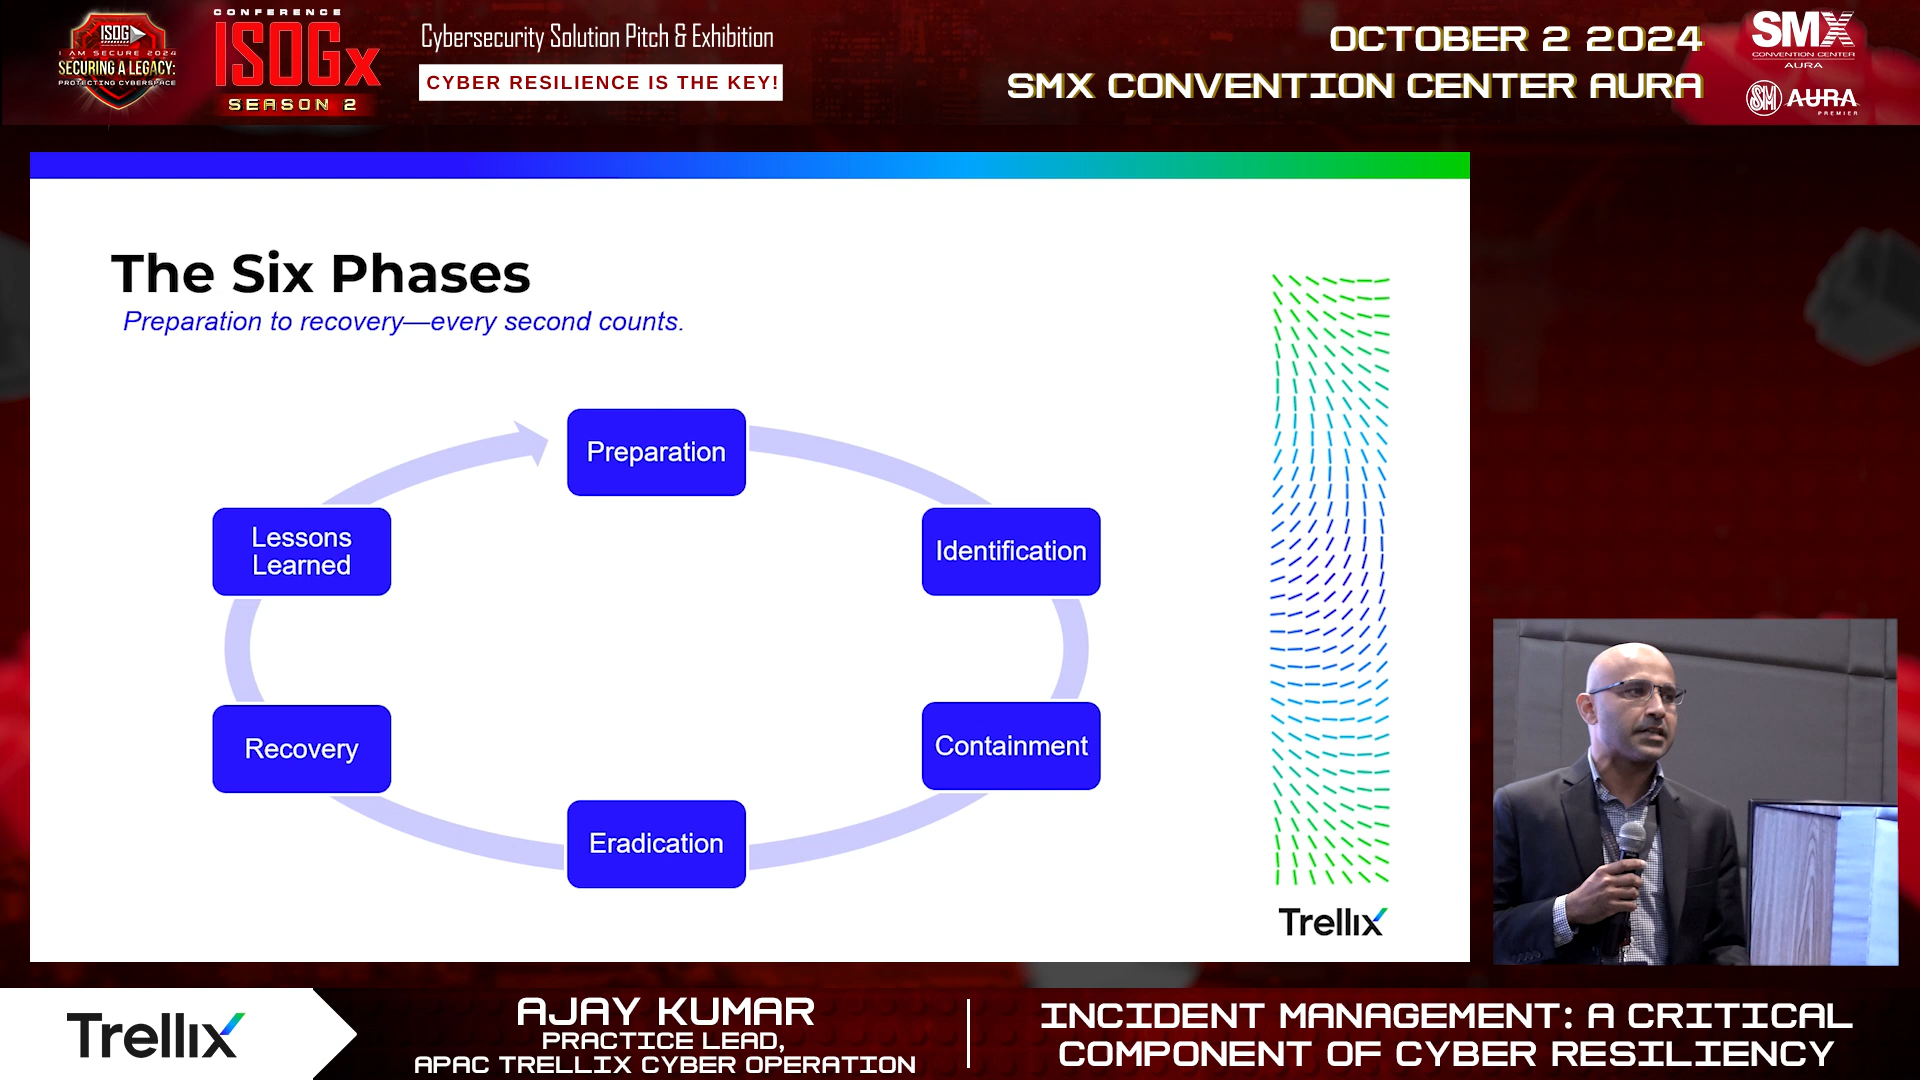 ISOG
I AM SECURE 2024
SECURING A LEGACY:
PROTECTING CYBERSPACE
CONFERENCE
ISOGx
SEASON 2
Cybersecurity Solution Pitch & Exhibition
CYBER RESILIENCE IS THE KEY!
OCTOBER 2 2024
SMX CONVENTION CENTER AURA
SMX
CONVENTION CENTER
AURA
SM AURA
PREMIER
The Six Phases
Preparation to recovery—every second counts.
Preparation
Identification
Containment
Eradication
Recovery
Lessons
Learned
Trellix
Trellix
AJAY KUMAR
PRACTICE LEAD,
APAC TRELLIX CYBER OPERATION
INCIDENT MANAGEMENT: A CRITICAL
COMPONENT OF CYBER RESILIENCY